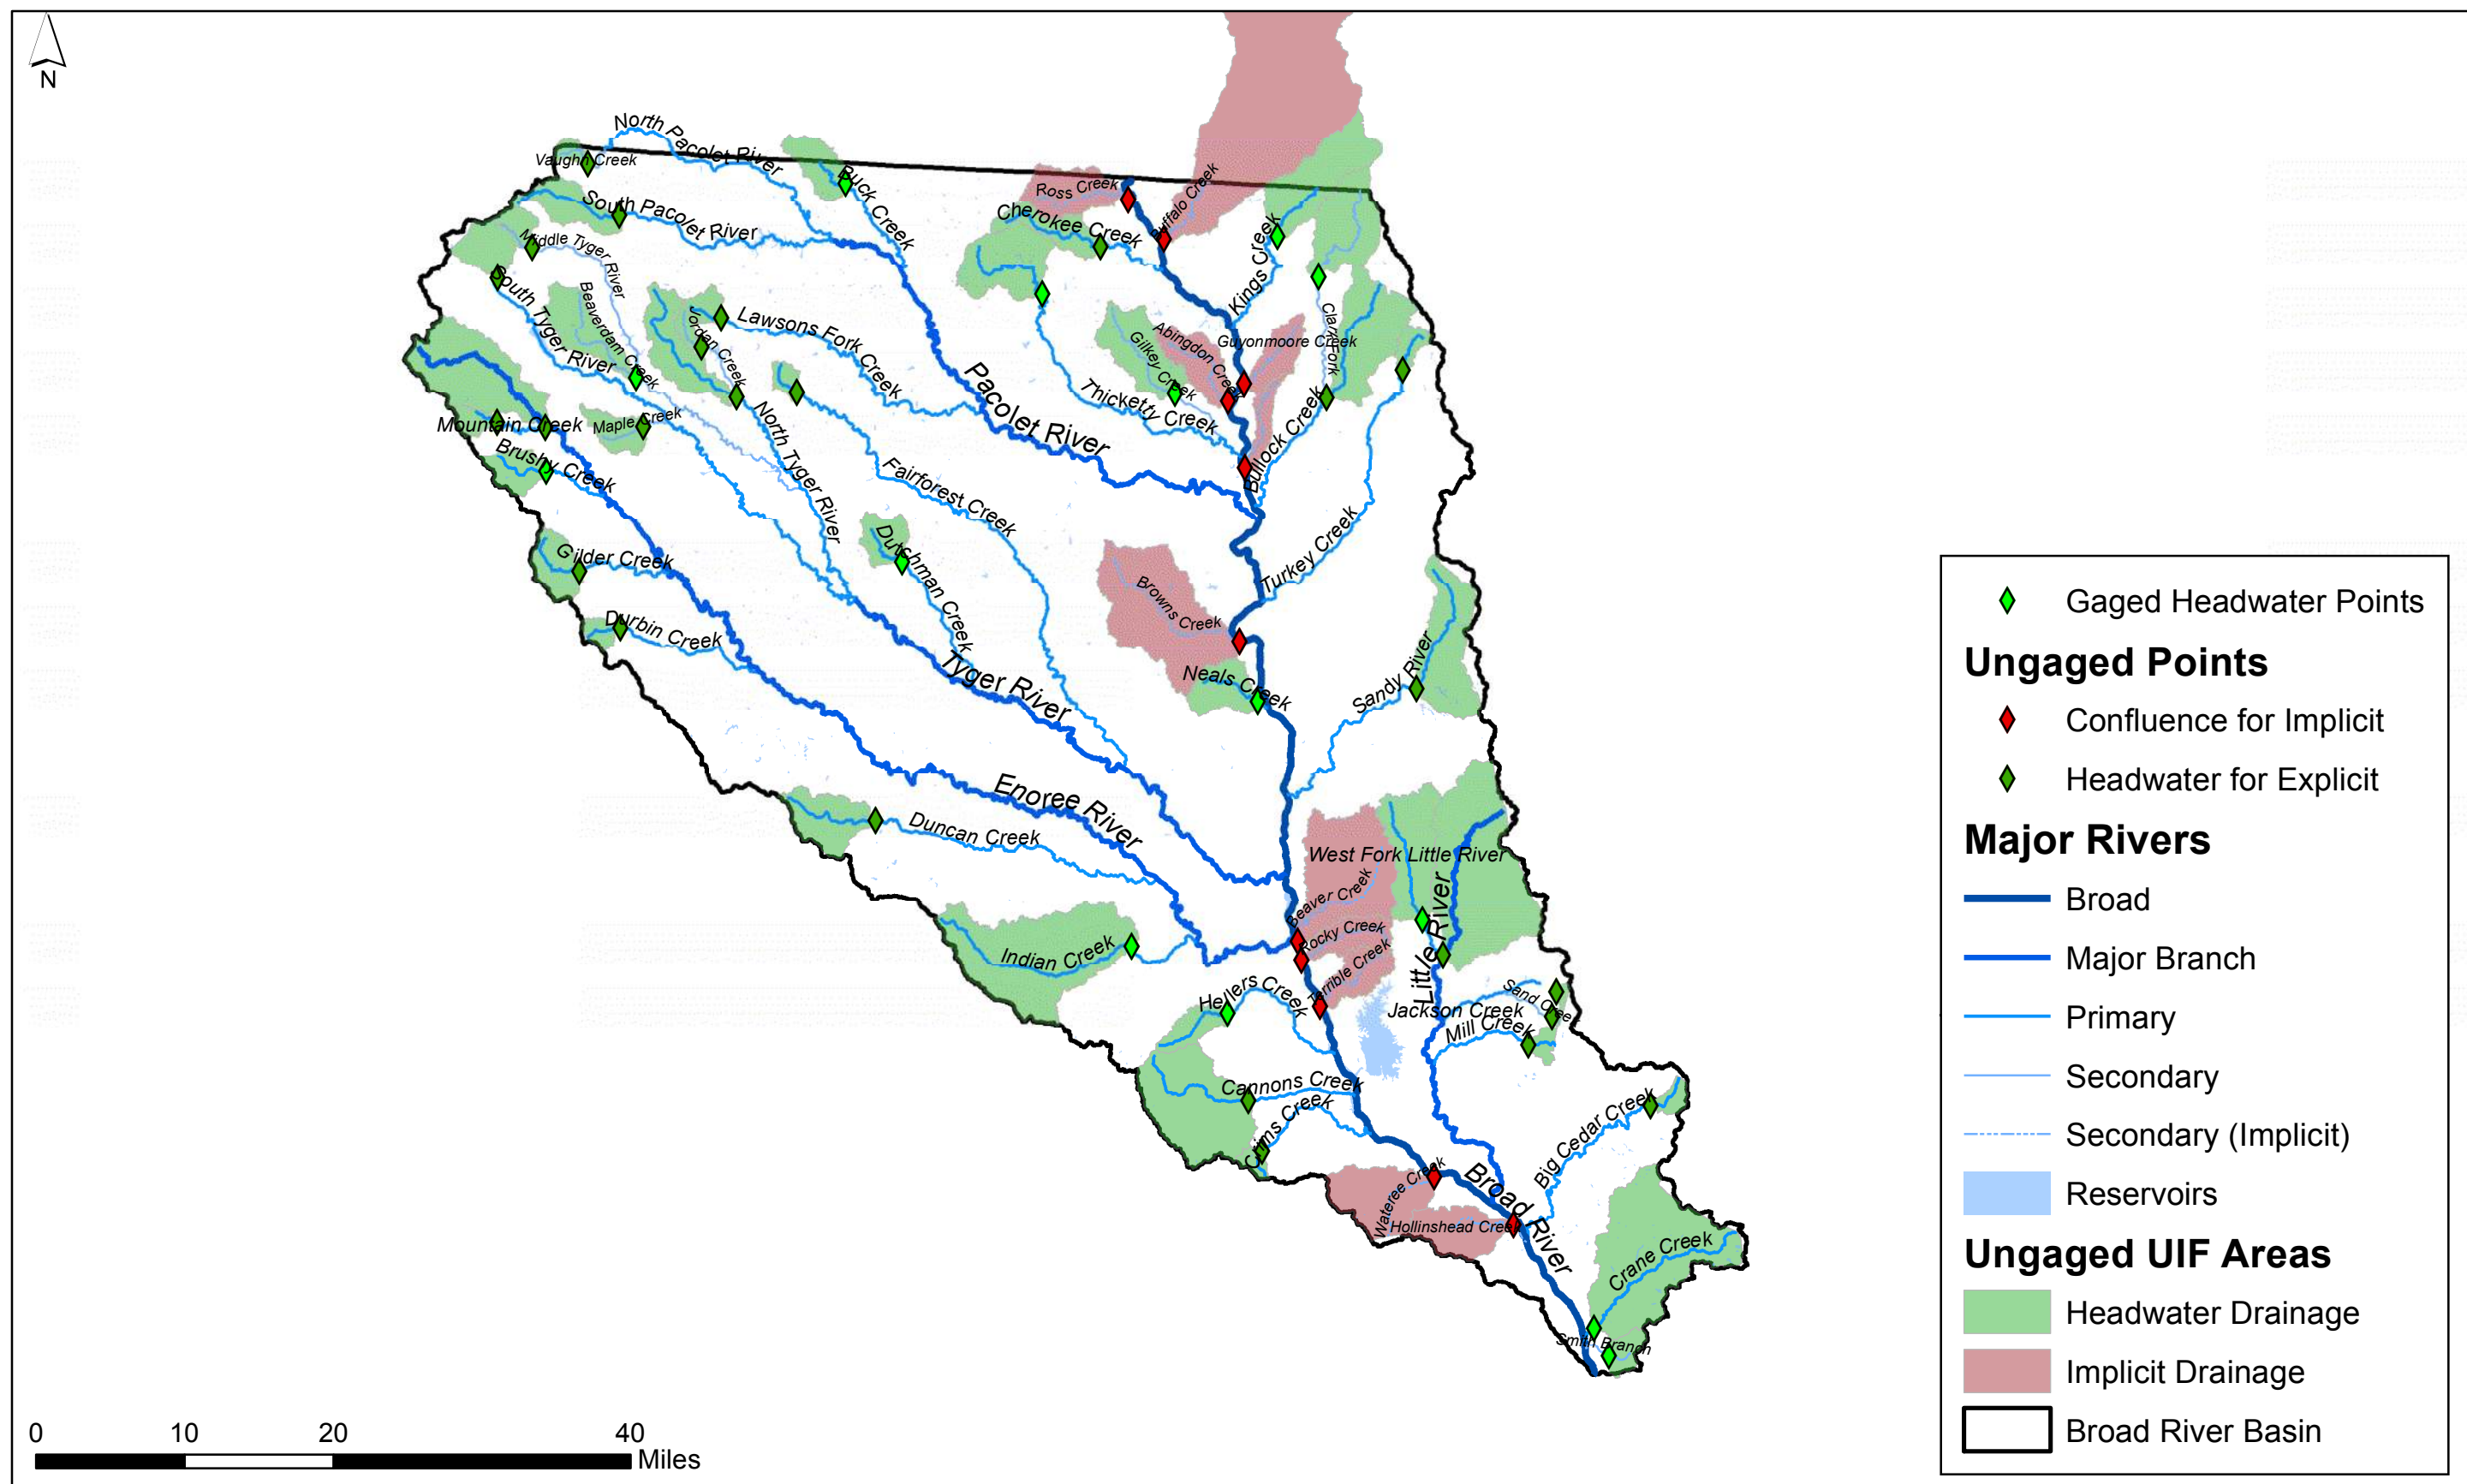 N
North Pacolet River
Vaughn Creek
Buck Creek
South Pacolet River
Ross Creek
Buffalo Creek
Cherokee Creek
Middle Tyger River
Kings Creek
South Tyger River
Beaverdam Creek
Jordan Creek
Lawsons Fork Creek
Clark Fork
Abingdon Creek
Guyonmoore Creek
Gilkey Creek
Pacolet River
Thicketty Creek
Bullock Creek
Mountain Creek
Maple Creek
North Tyger River
Brushy Creek
Fairforest Creek
Turkey Creek
Dutchman Creek
Gilder Creek
Browns Creek
Durbin Creek
Tyger River
Neals Creek
Sandy River
Enoree River
Duncan Creek
West Fork Little River
Beaver Creek
Little River
Rocky Creek
Indian Creek
Terrible Creek
Hellers Creek
Sand Creek
Jackson Creek
Mill Creek
Cannons Creek
Crims Creek
Big Cedar Creek
Wateree Creek
Broad River
Hollinshead Creek
Crane Creek
Smith Branch
Gaged Headwater Points
Ungaged Points
Confluence for Implicit
Headwater for Explicit
Major Rivers
Broad
Major Branch
Primary
Secondary
Secondary (Implicit)
Reservoirs
Ungaged UIF Areas
Headwater Drainage
Implicit Drainage
Broad River Basin
0 10 20 40
Miles